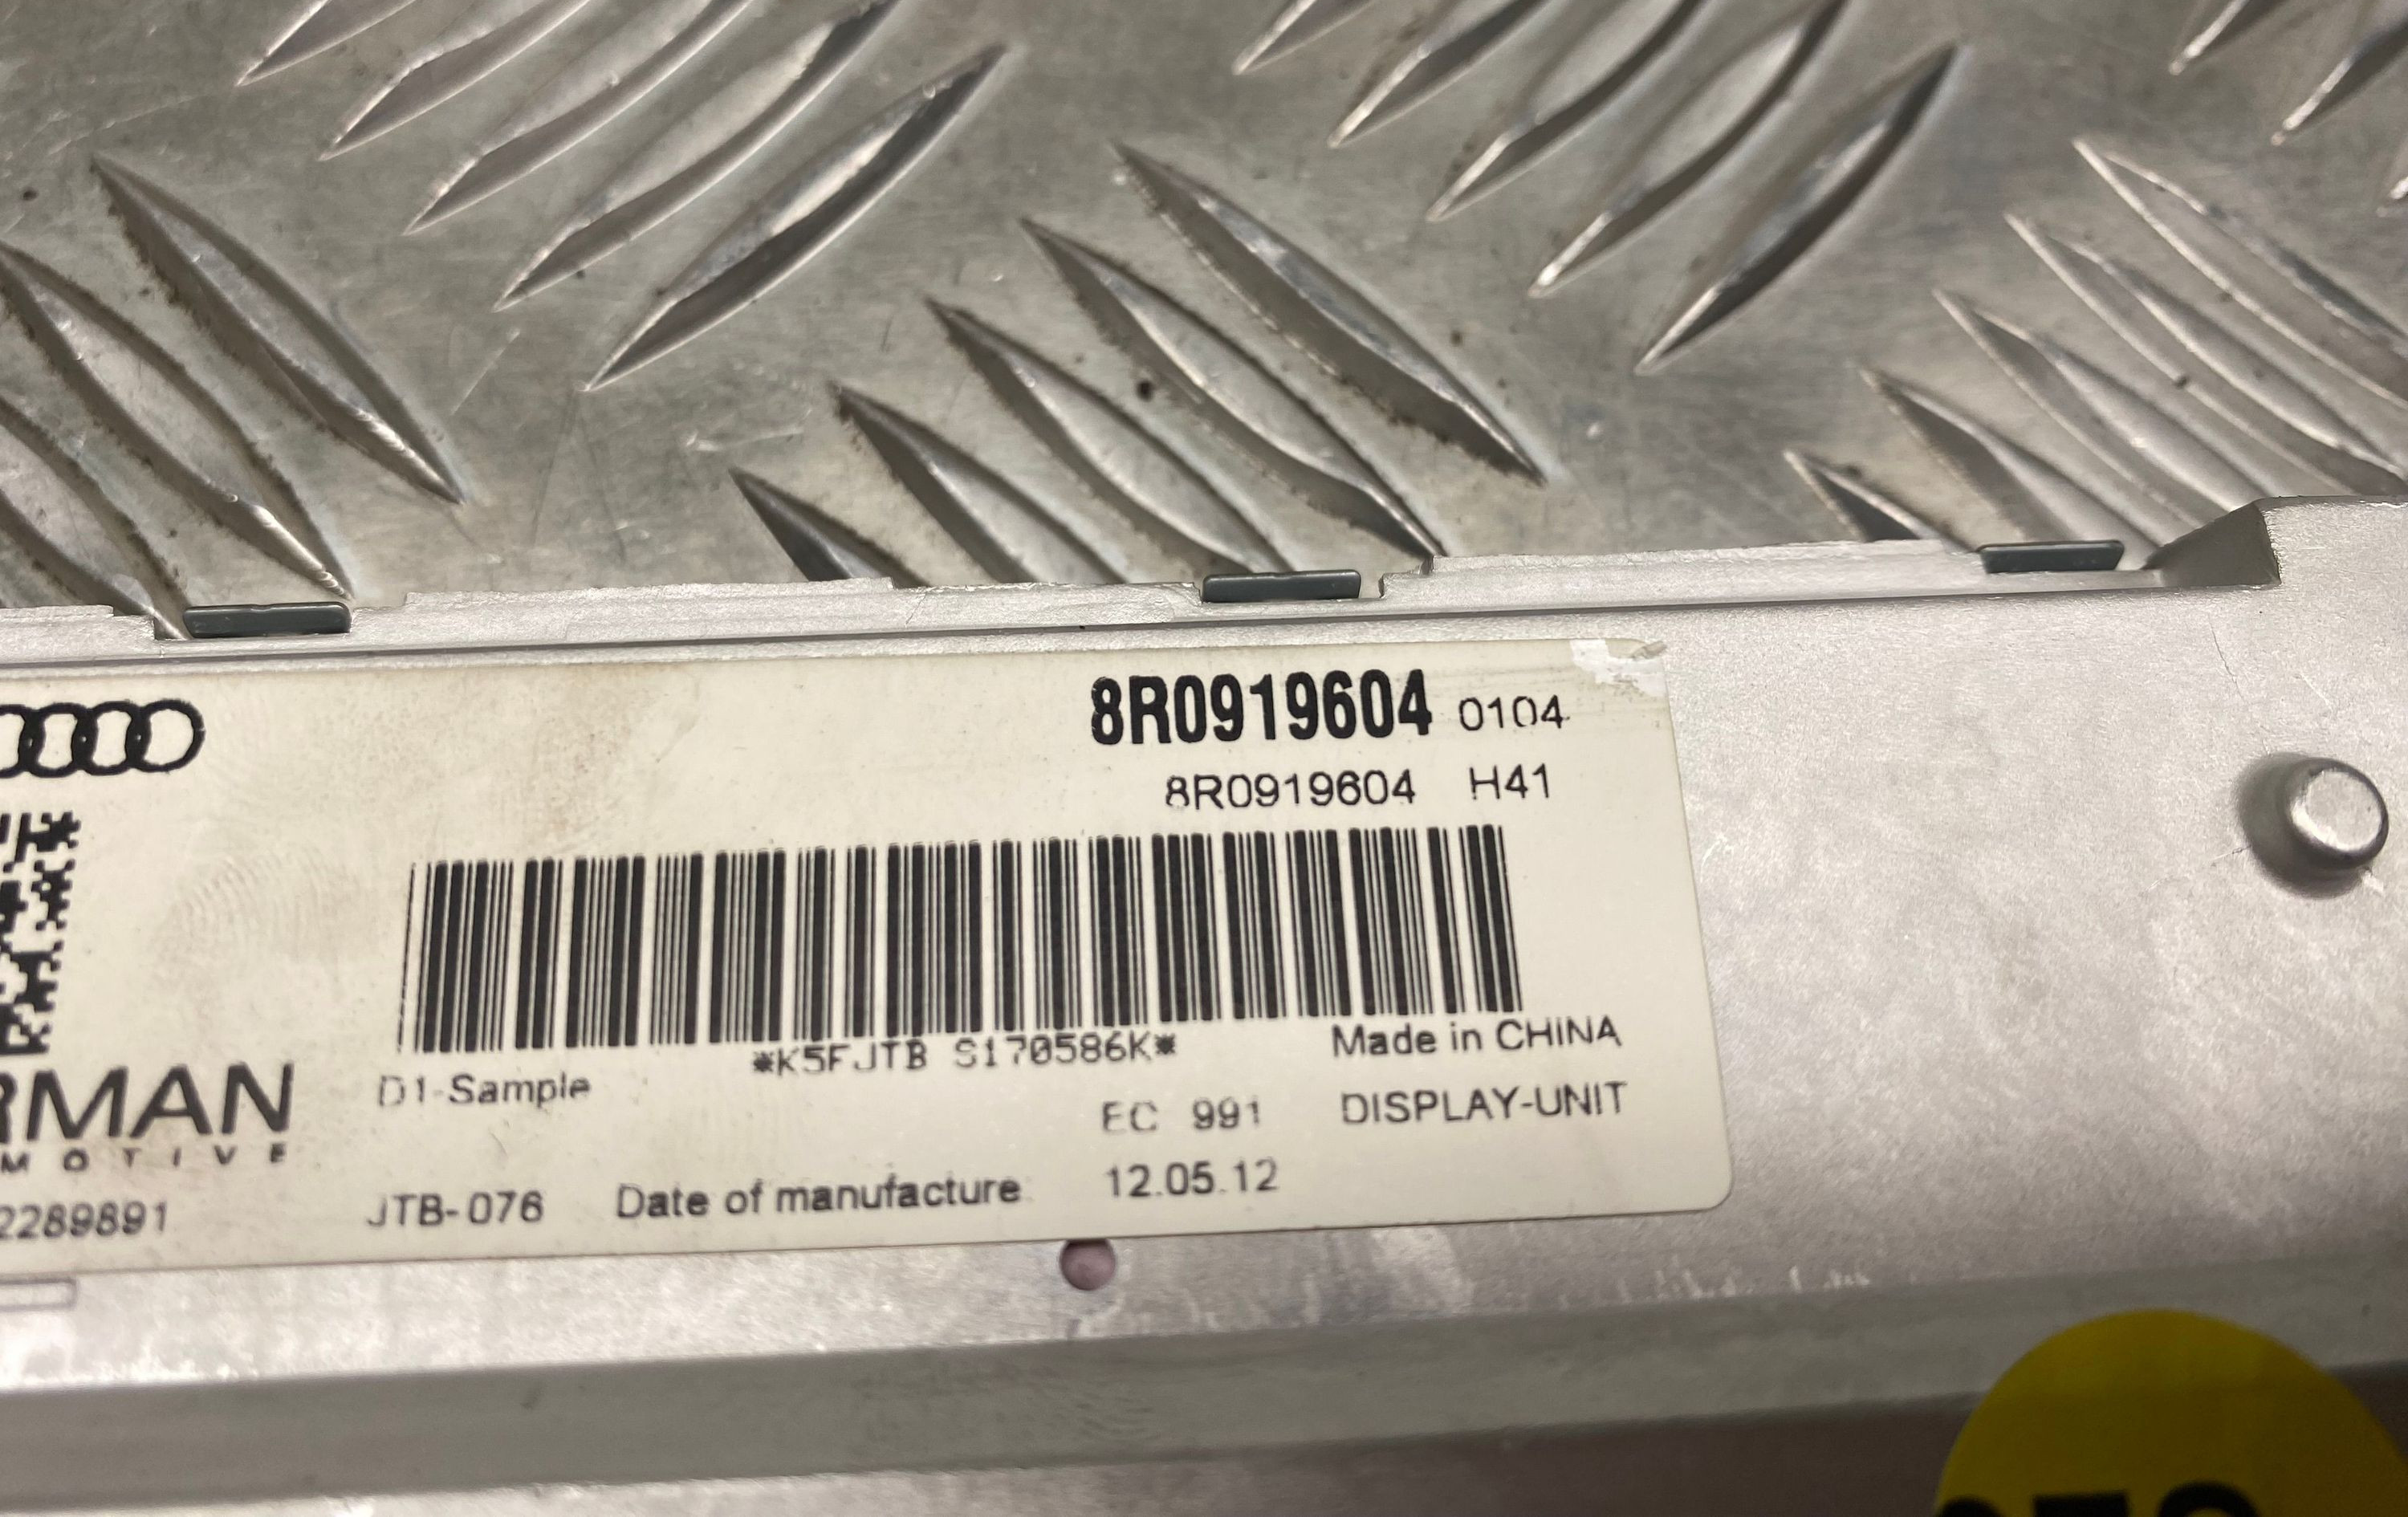 8R0919604 0104
8R0919604 H41
*K5FJTB S170586K*
Made in CHINA
D1-Sample
EC 991
DISPLAY-UNIT
RMAN
MOTIVE
2289891
JTB-076
Date of manufacture
12.05.12